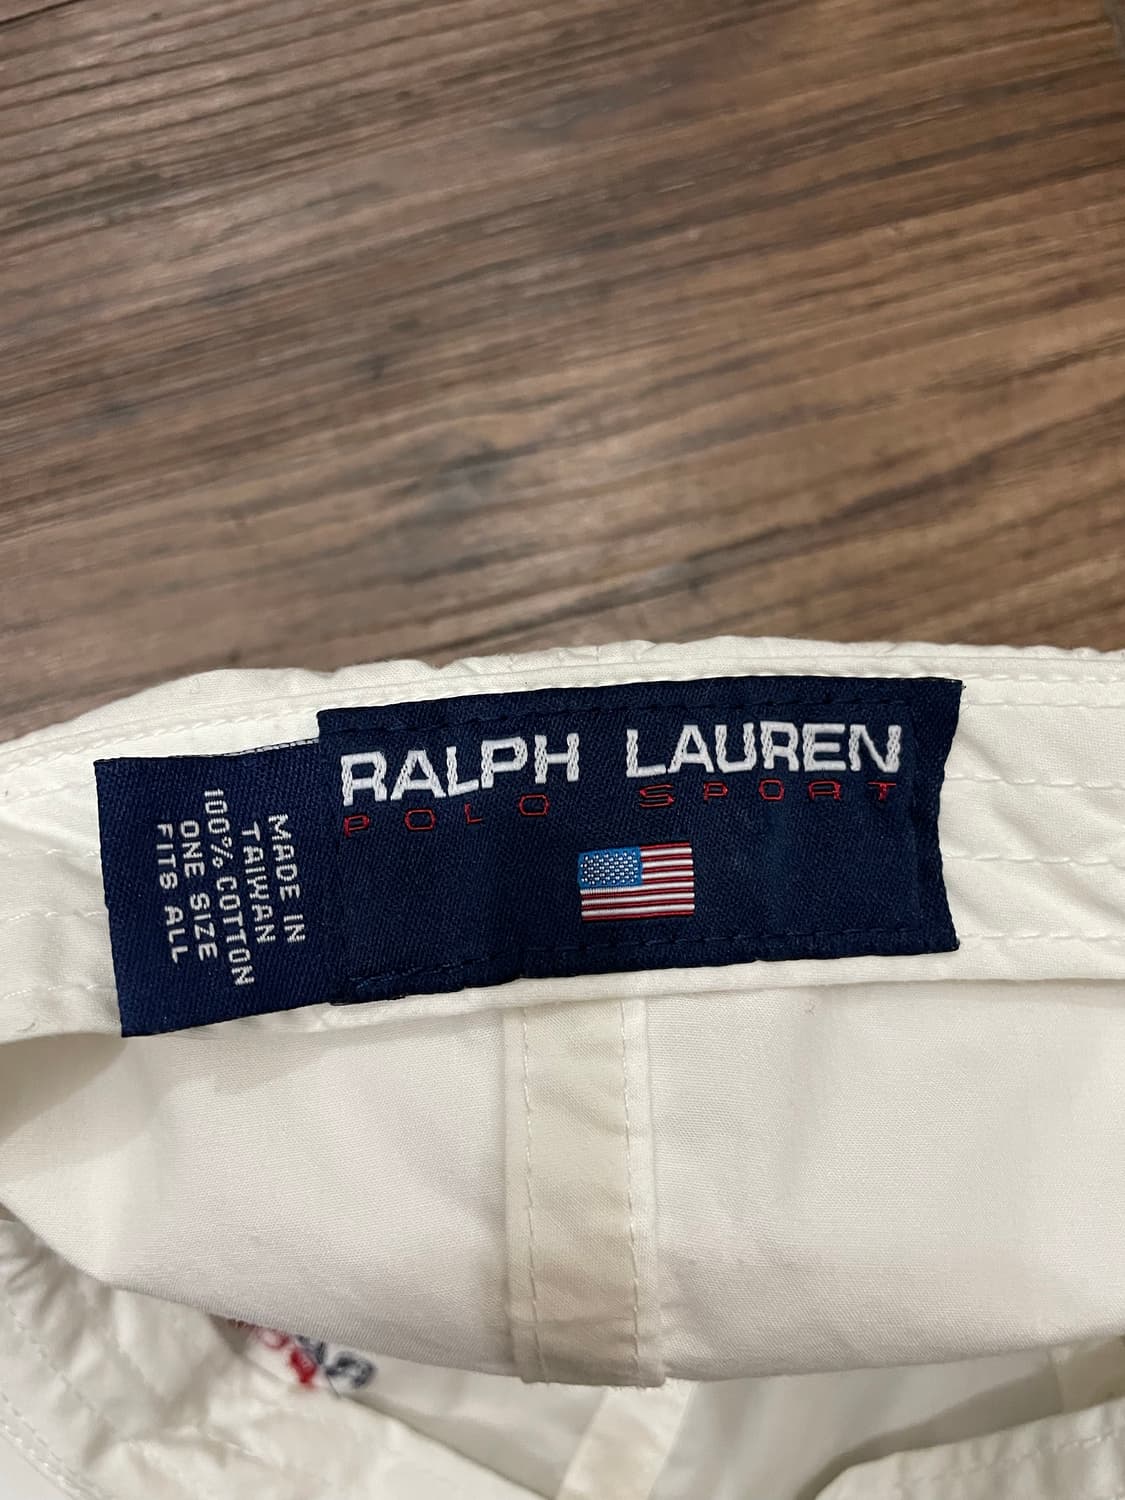 RALPH LAUREN
POLO SPORT
MADE IN
TAIWAN
100% COTTON
ONE SIZE
FITS ALL